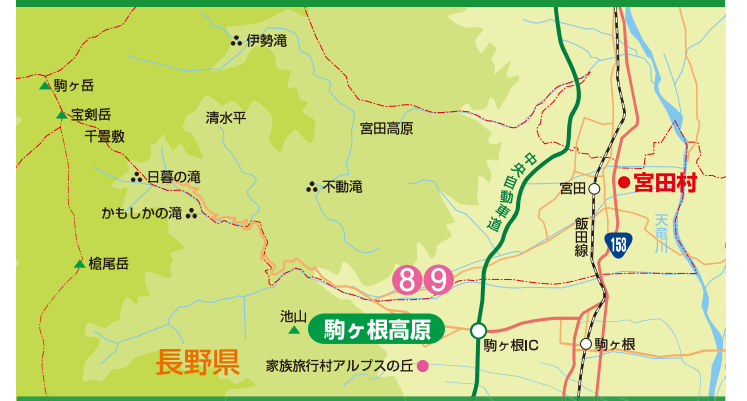 伊勢滝
駒ヶ岳
宝剣岳
千畳敷
清水平
宮田高原
日暮の滝
不動滝
かもしかの滝
中央自動車道
宮田
宮田村
飯田線
天竜川
153
檜尾岳
8 9
池山
駒ヶ根高原
駒ヶ根IC
駒ヶ根
長野県
家族旅行村アルプスの丘